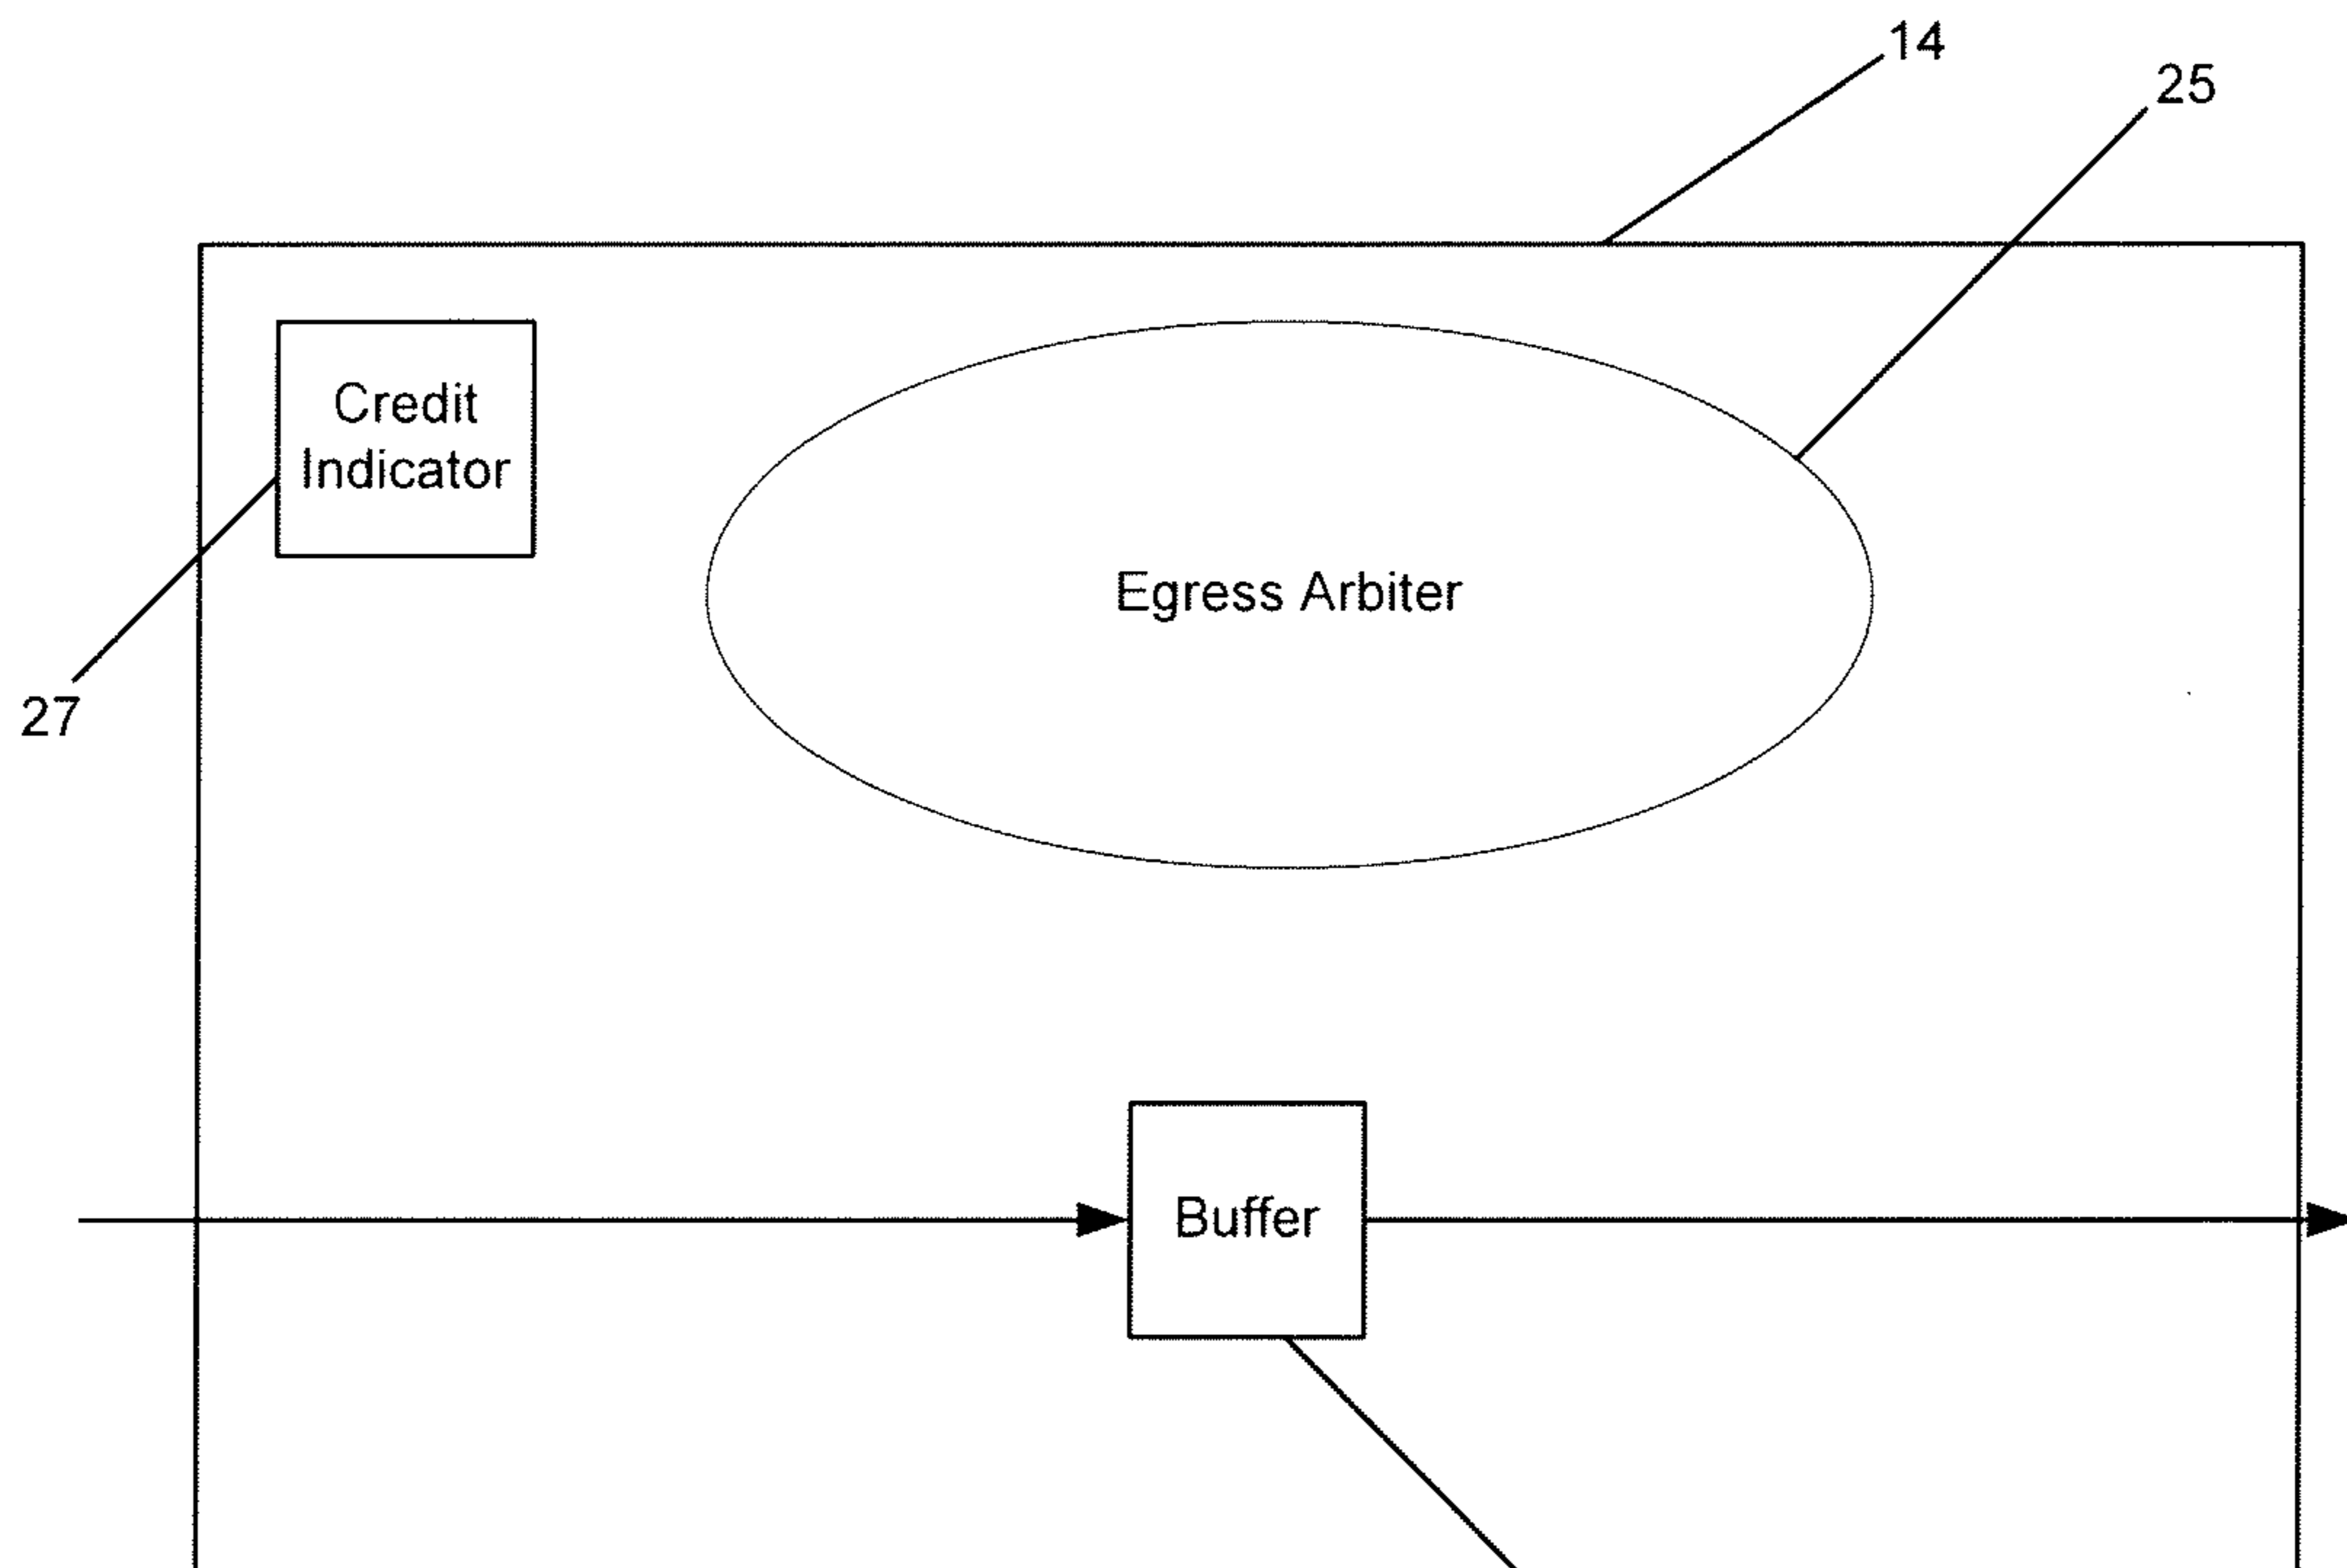 14
25
Credit
Indicator
Egress Arbiter
27
Buffer